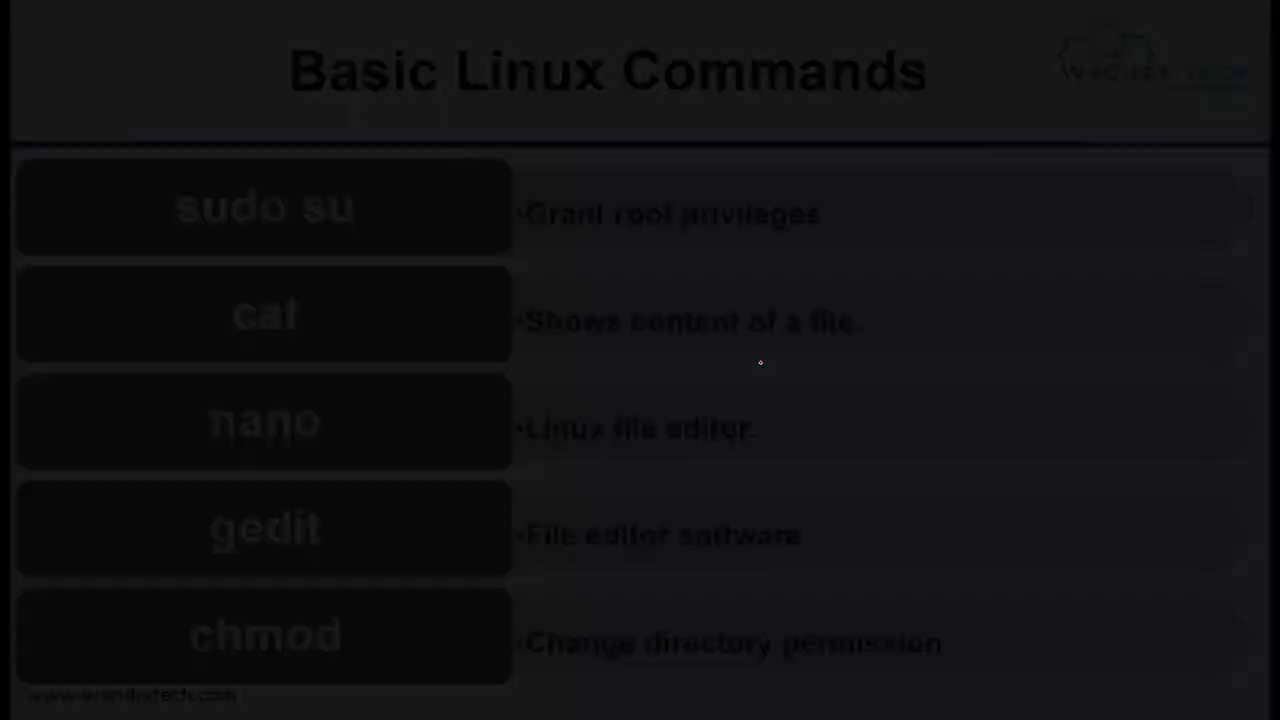 Basic Linux Commands
sudo su
•Grant root privileges
cat
•Shows content of a file.
nano
•Linux file editor.
gedit
•File editor software
chmod
•Change directory permission